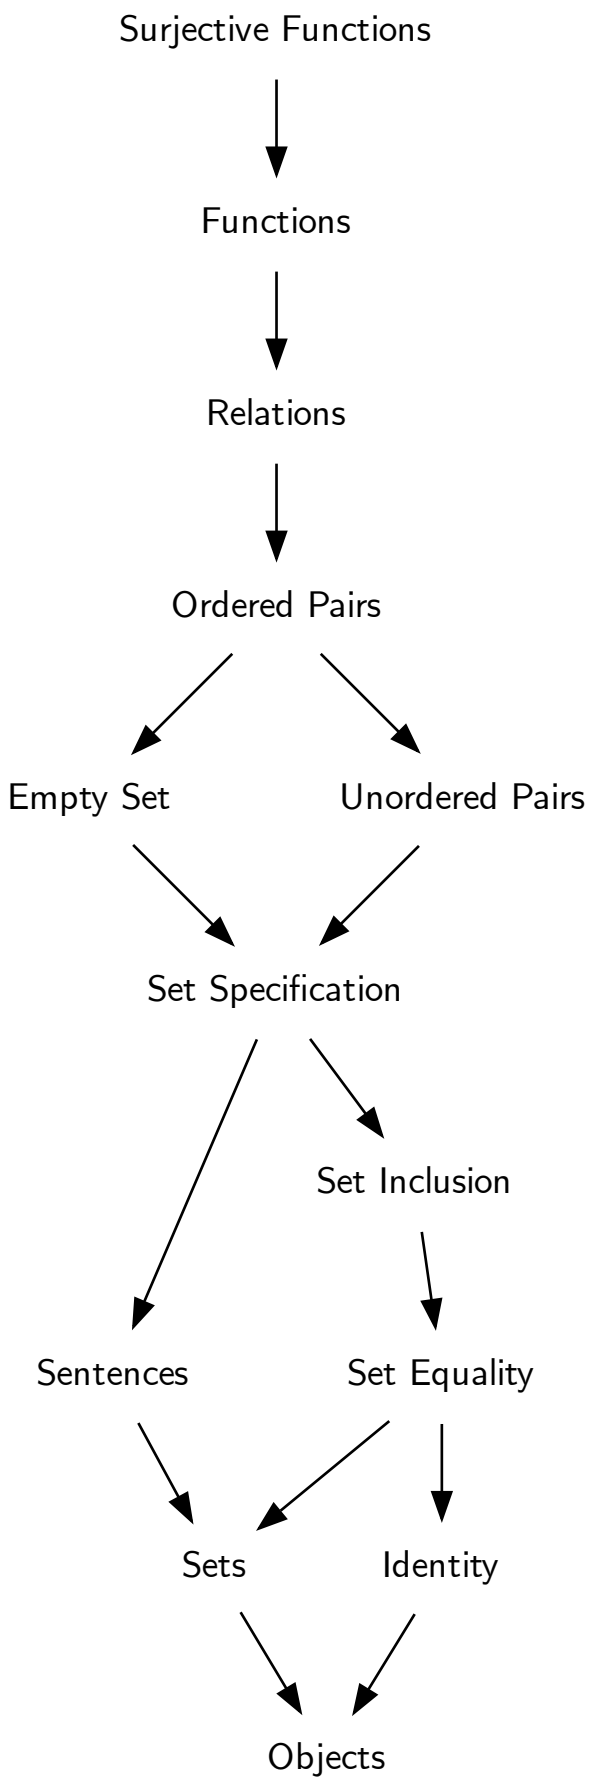 Surjective Functions
Functions
Relations
Ordered Pairs
Empty Set
Unordered Pairs
Set Specification
Set Inclusion
Sentences
Set Equality
Sets
Identity
Objects